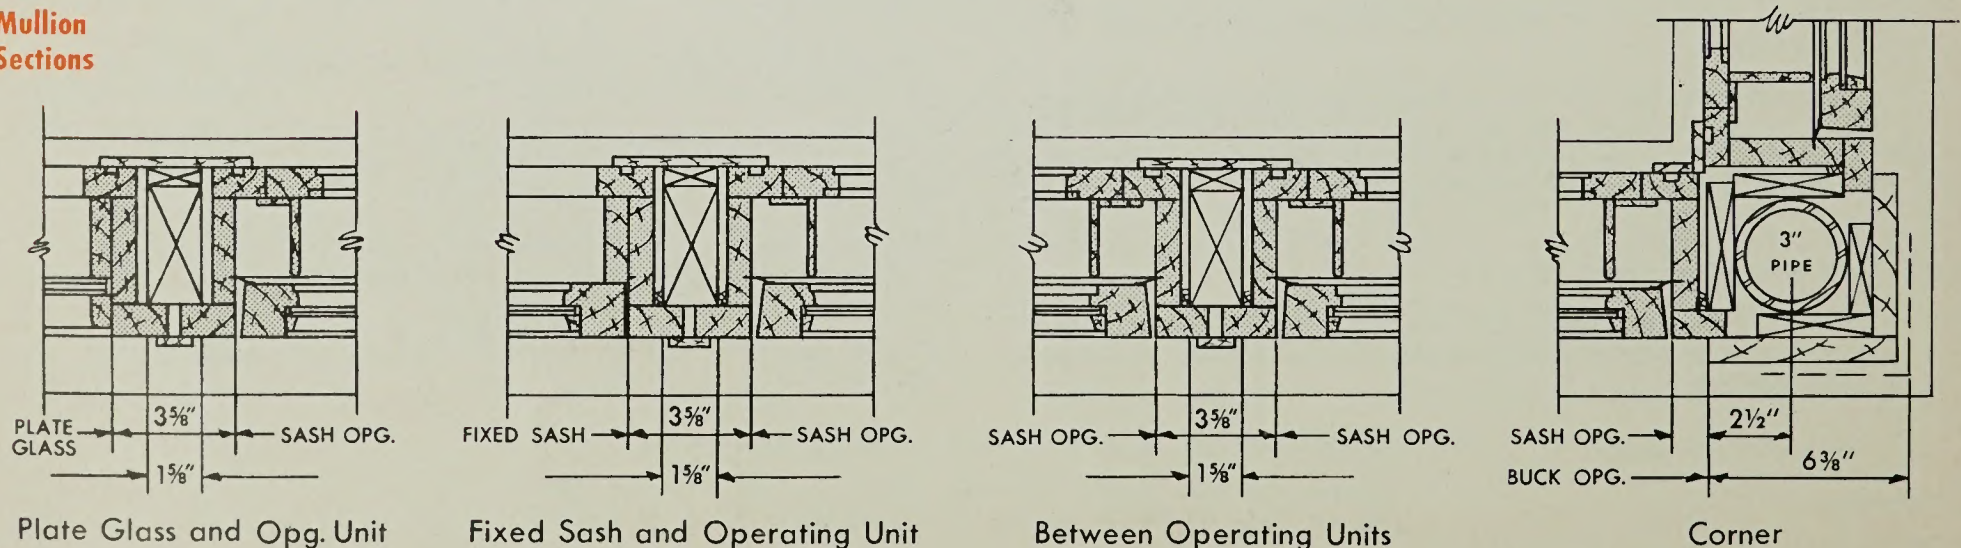 Mullion
Sections
3"
PIPE
PLATE
GLASS
3⅝"
SASH OPG.
1⅝"
Plate Glass and Opg. Unit
FIXED SASH
3⅝"
SASH OPG.
1⅝"
Fixed Sash and Operating Unit
SASH OPG.
3⅝"
SASH OPG.
1⅝"
Between Operating Units
SASH OPG.
2½"
BUCK OPG.
6⅜"
Corner